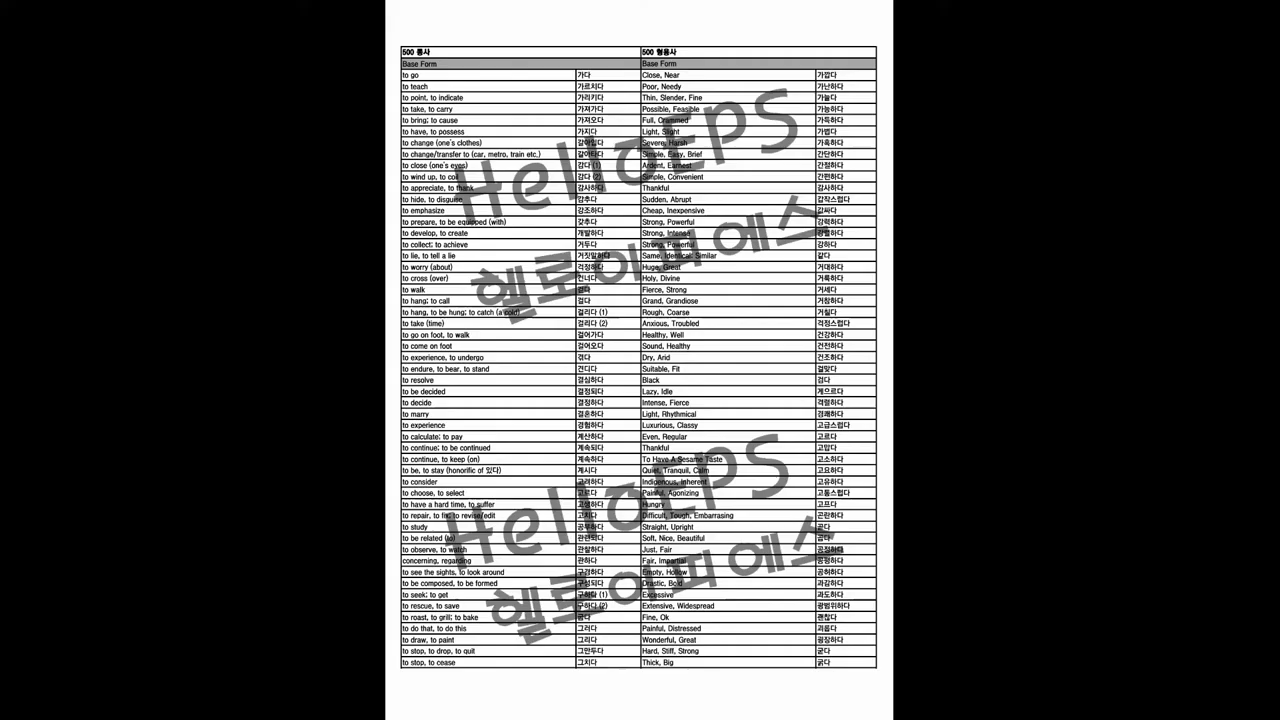 500 동사 500 형용사
Base Form Base Form
to go 가다 Close, Near 가깝다
to teach 가르치다 Poor, Needy 가난하다
to point, to indicate 가리키다 Thin, Slender, Fine 가늘다
to take, to carry 가져가다 Possible, Feasible 가능하다
to bring; to cause 가져오다 Full, Crammed 가득하다
to have, to possess 가지다 Light, Slight 가볍다
to change (one's clothes) 갈아입다 Severe, Harsh 가혹하다
to change/transfer to (car, metro, train etc.) 갈아타다 Simple, Easy, Brief 간단하다
to close (one's eyes) 감다 (1) Ardent, Earnest 간절하다
to wind up, to coil 감다 (2) Simple, Convenient 간편하다
to appreciate, to thank 감사하다 Thankful 감사하다
to hide, to disguise 감추다 Sudden, Abrupt 갑작스럽다
to emphasize 강조하다 Cheap, Inexpensive 값싸다
to prepare, to be equipped (with) 갖추다 Strong, Powerful 강력하다
to develop, to create 개발하다 Strong, Intense 강렬하다
to collect; to achieve 거두다 Strong, Powerful 강하다
to lie, to tell a lie 거짓말하다 Same, Identical; Similar 같다
to worry (about) 걱정하다 Huge, Great 거대하다
to cross (over) 건너다 Holy, Divine 거룩하다
to walk 걷다 Fierce, Strong 거세다
to hang; to call 걸다 Grand, Grandiose 거창하다
to hang, to be hung; to catch (a cold) 걸리다 (1) Rough, Coarse 거칠다
to take (time) 걸리다 (2) Anxious, Troubled 걱정스럽다
to go on foot, to walk 걸어가다 Healthy, Well 건강하다
to come on foot 걸어오다 Sound, Healthy 건전하다
to experience, to undergo 겪다 Dry, Arid 건조하다
to endure, to bear, to stand 견디다 Suitable, Fit 걸맞다
to resolve 결심하다 Black 검다
to be decided 결정되다 Lazy, Idle 게으르다
to decide 결정하다 Intense, Fierce 격렬하다
to marry 결혼하다 Light, Rhythmical 경쾌하다
to experience 경험하다 Luxurious, Classy 고급스럽다
to calculate; to pay 계산하다 Even, Regular 고르다
to continue; to be continued 계속되다 Thankful 고맙다
to continue, to keep (on) 계속하다 To Have A Sesame Taste 고소하다
to be, to stay (honorific of 있다) 계시다 Quiet, Tranquil, Calm 고요하다
to consider 고려하다 Indigenous, Inherent 고유하다
to choose, to select 고르다 Painful, Agonizing 고통스럽다
to have a hard time, to suffer 고생하다 Hungry 고프다
to repair, to fix; to revise/edit 고치다 Difficult, Tough, Embarrasing 곤란하다
to study 공부하다 Straight, Upright 곧다
to be related (to) 관련되다 Soft, Nice, Beautiful 곱다
to observe, to watch 관찰하다 Just, Fair 공정하다
concerning, regarding 관하다 Fair, Impartial 공평하다
to see the sights, to look around 구경하다 Empty, Hollow 공허하다
to be composed, to be formed 구성되다 Drastic, Bold 과감하다
to seek; to get 구하다 (1) Excessive 과도하다
to rescue, to save 구하다 (2) Extensive, Widespread 광범위하다
to roast, to grill; to bake 굽다 Fine, Ok 괜찮다
to do that, to do this 그러다 Painful, Distressed 괴롭다
to draw, to paint 그리다 Wonderful, Great 굉장하다
to stop, to drop, to quit 그만두다 Hard, Stiff, Strong 굳다
to stop, to cease 그치다 Thick, Big 굵다
HelloEPS
헬로이피에스
HelloEPS
헬로이피에스